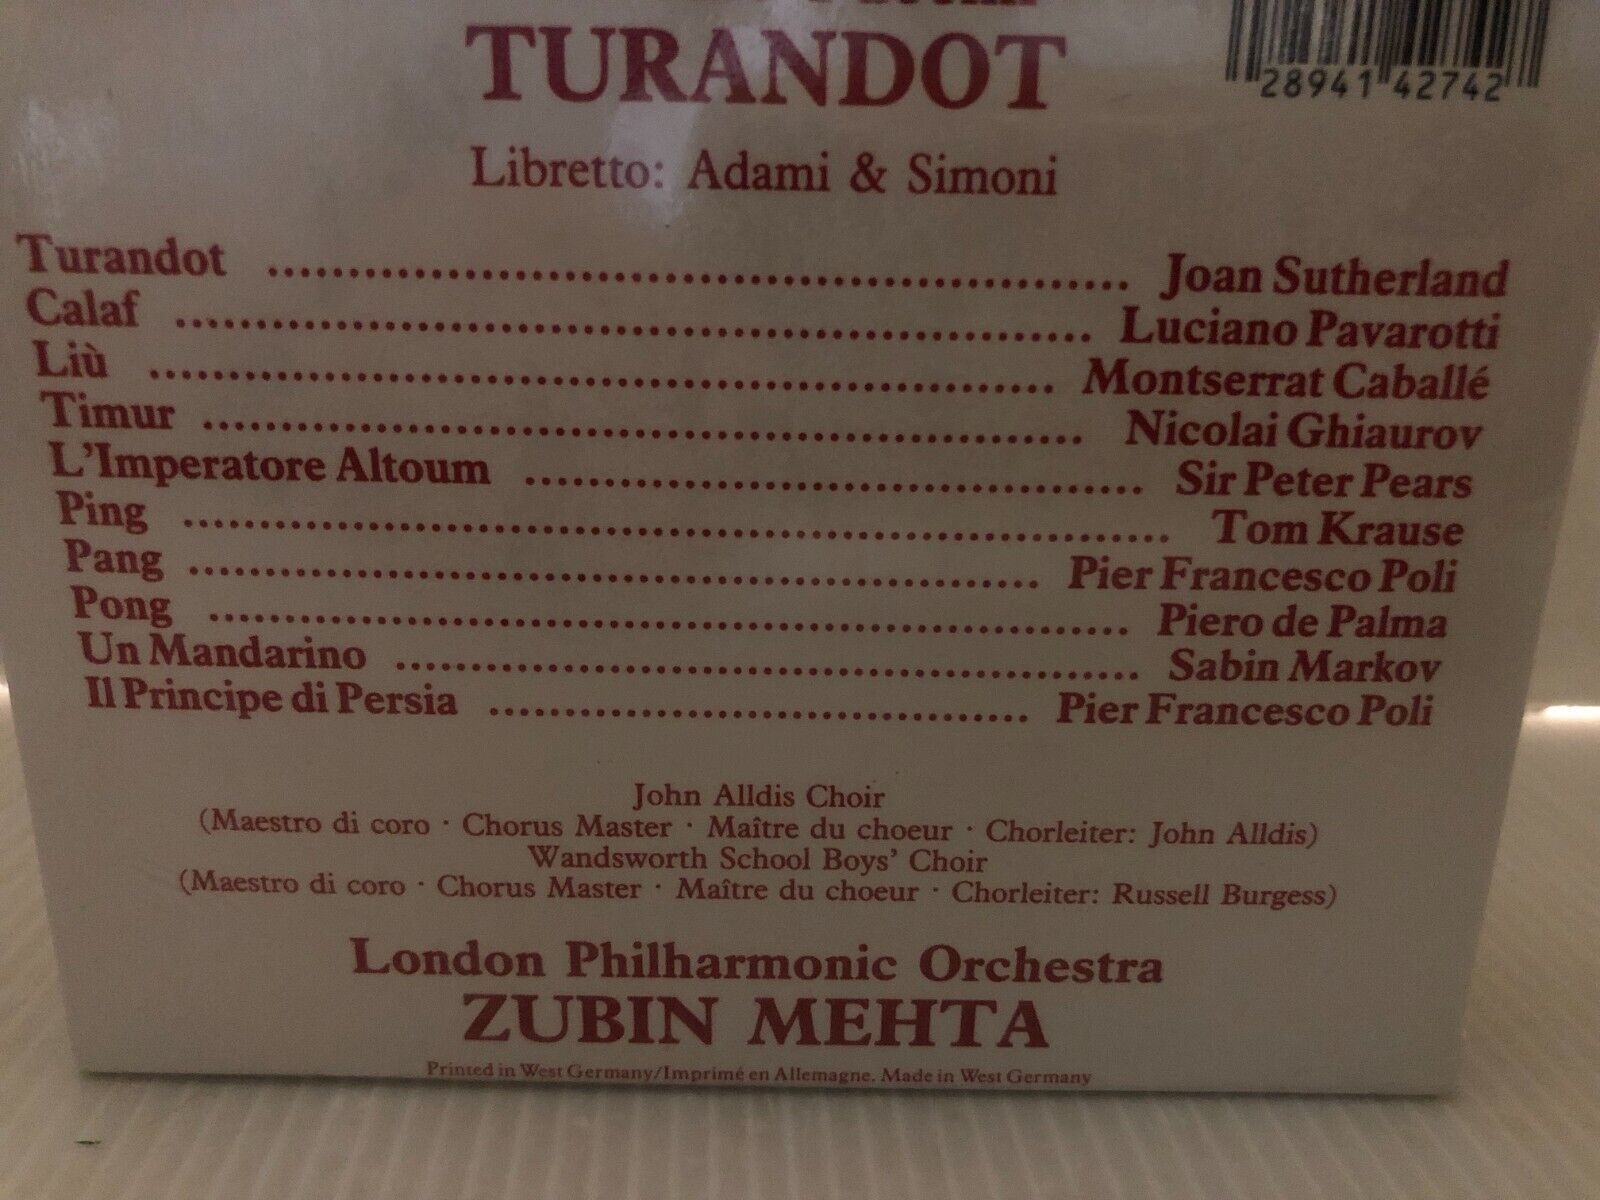 TURANDOT
28941 42742
Libretto: Adami & Simoni
Turandot ........ Joan Sutherland
Calaf ........ Luciano Pavarotti
Liù ........ Montserrat Caballé
Timur ........ Nicolai Ghiaurov
L'Imperatore Altoum ........ Sir Peter Pears
Ping ........ Tom Krause
Pang ........ Pier Francesco Poli
Pong ........ Piero de Palma
Un Mandarino ........ Sabin Markov
Il Principe di Persia ........ Pier Francesco Poli
John Alldis Choir
(Maestro di coro · Chorus Master · Maître du choeur · Chorleiter: John Alldis)
Wandsworth School Boys' Choir
(Maestro di coro · Chorus Master · Maître du choeur · Chorleiter: Russell Burgess)
London Philharmonic Orchestra
ZUBIN MEHTA
Printed in West Germany/Imprimé en Allemagne. Made in West Germany